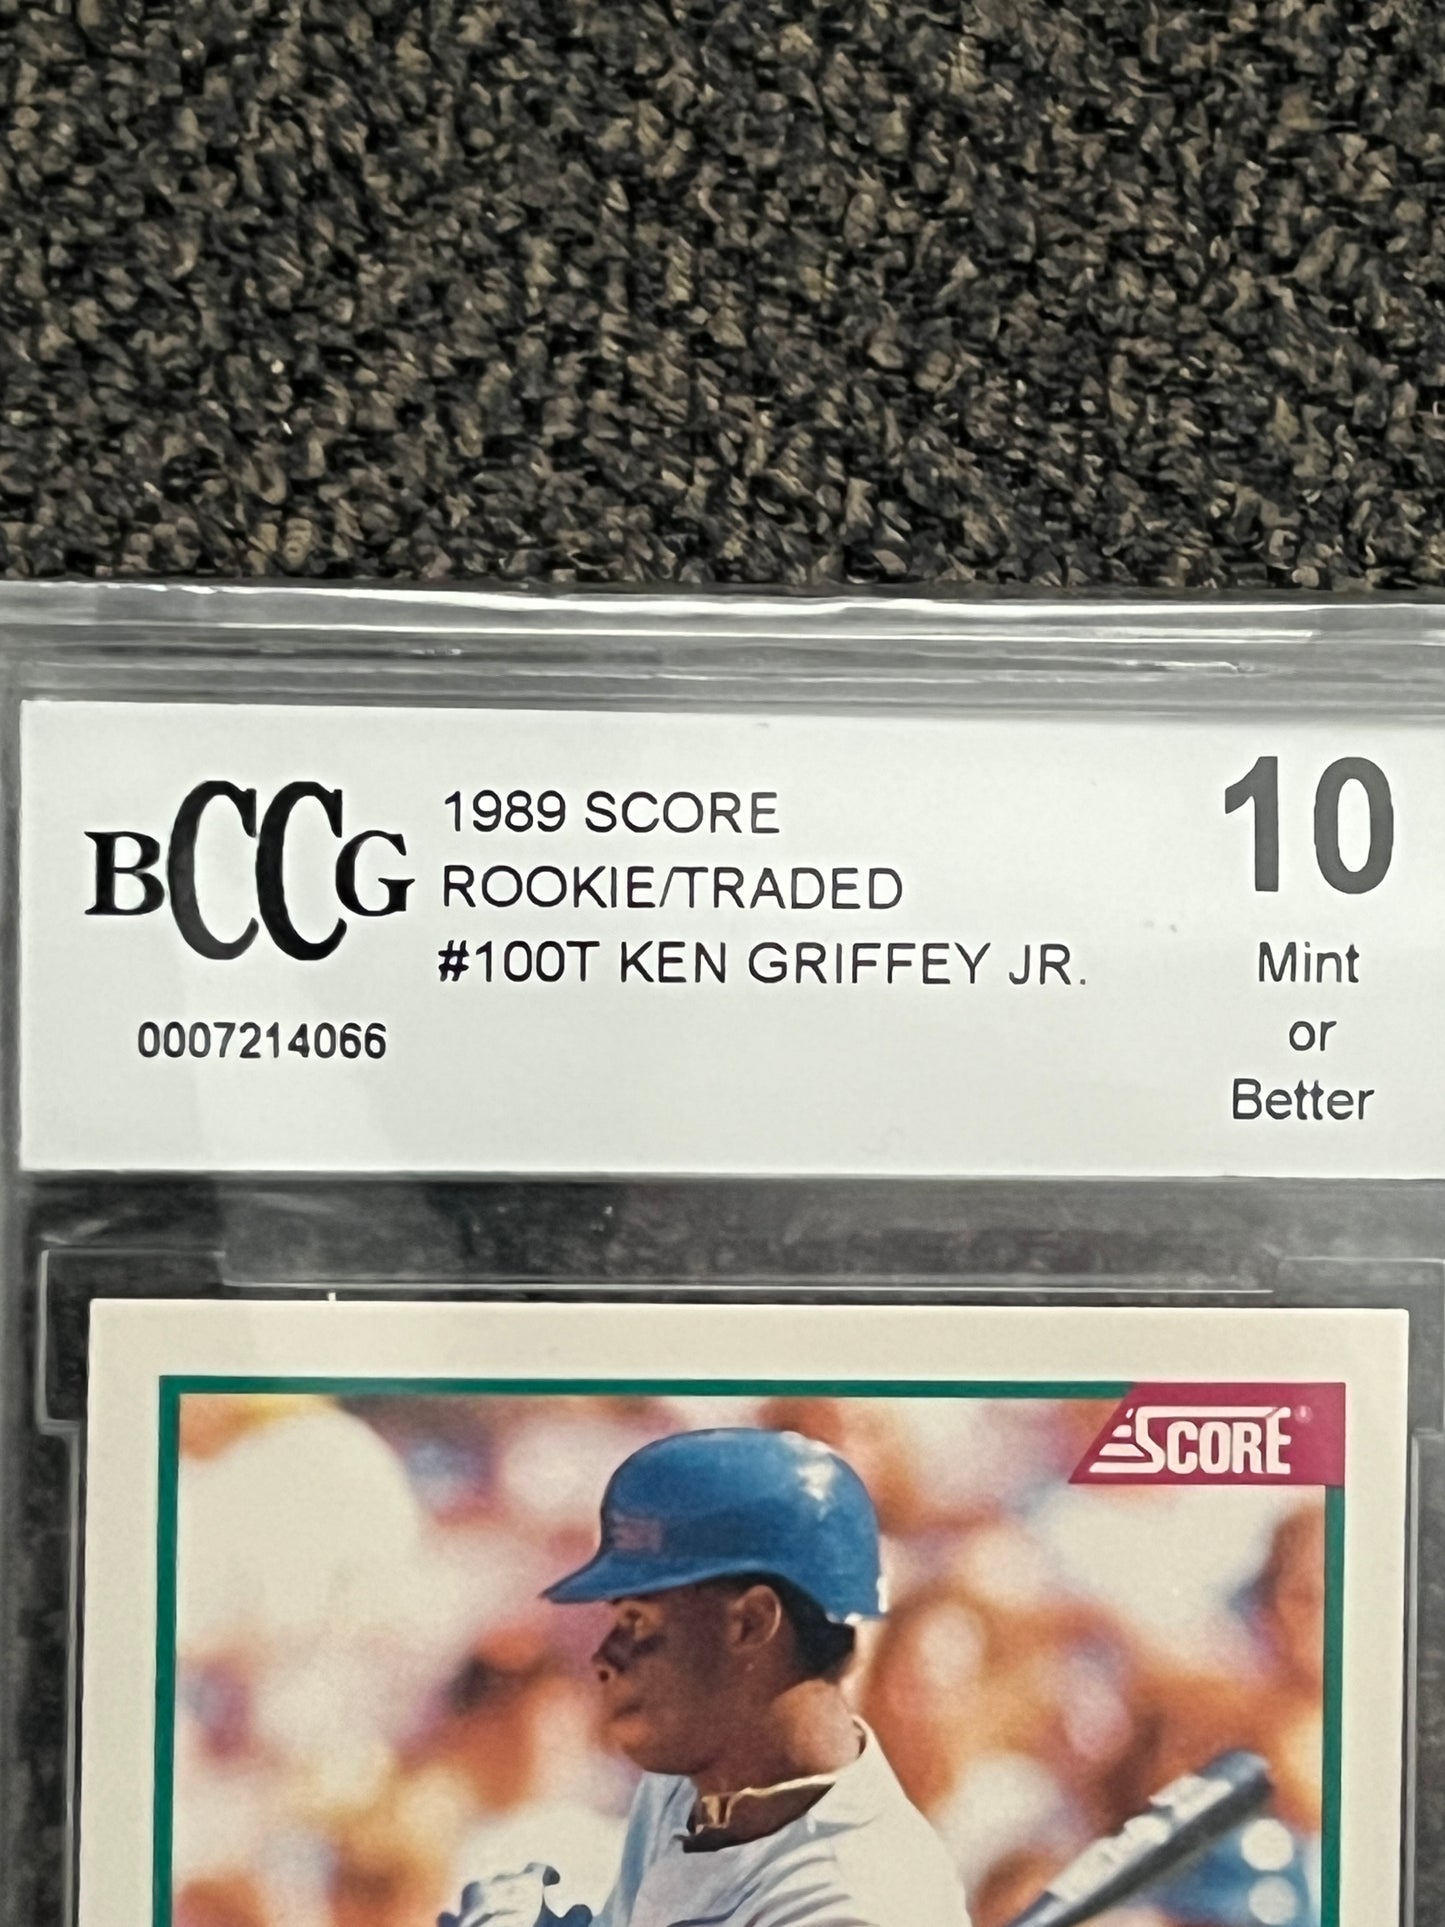 BCCG
1989 SCORE
ROOKIE/TRADED
#100T KEN GRIFFEY JR.
0007214066
10
Mint
or
Better
SCORE®